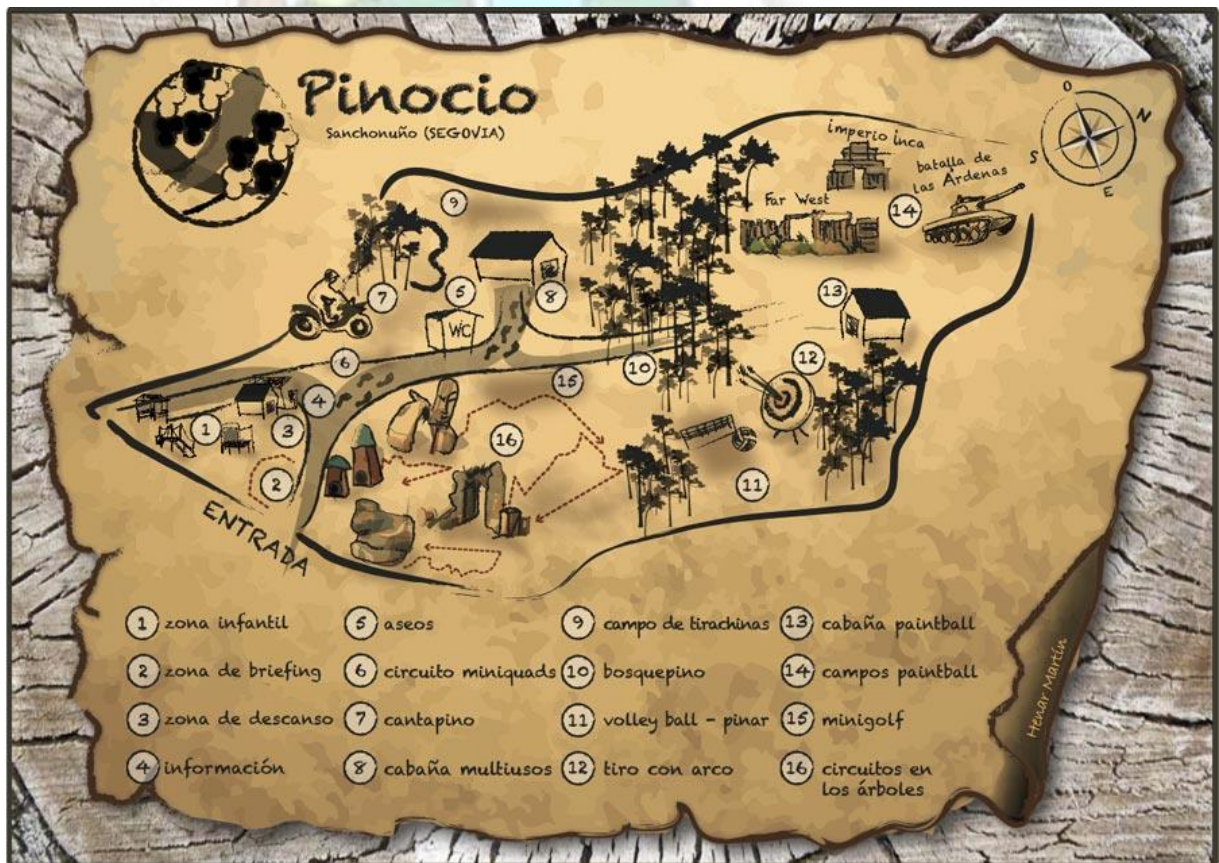 Pinocio
Sanchonuño (SEGOVIA)
O
N
S
E
imperio inca
batalla de
las Ardenas
Far West
14
9
7
5
8
13
WC
6
10
12
15
4
1
3
16
2
11
ENTRADA
1 zona infantil
2 zona de briefing
3 zona de descanso
4 información
5 aseos
6 circuito miniquads
7 cantapino
8 cabaña multiusos
9 campo de tirachinas
10 bosquepino
11 volley ball - pinar
12 tiro con arco
13 cabaña paintball
14 campos paintball
15 minigolf
16 circuitos en
los árboles
Henar Martín